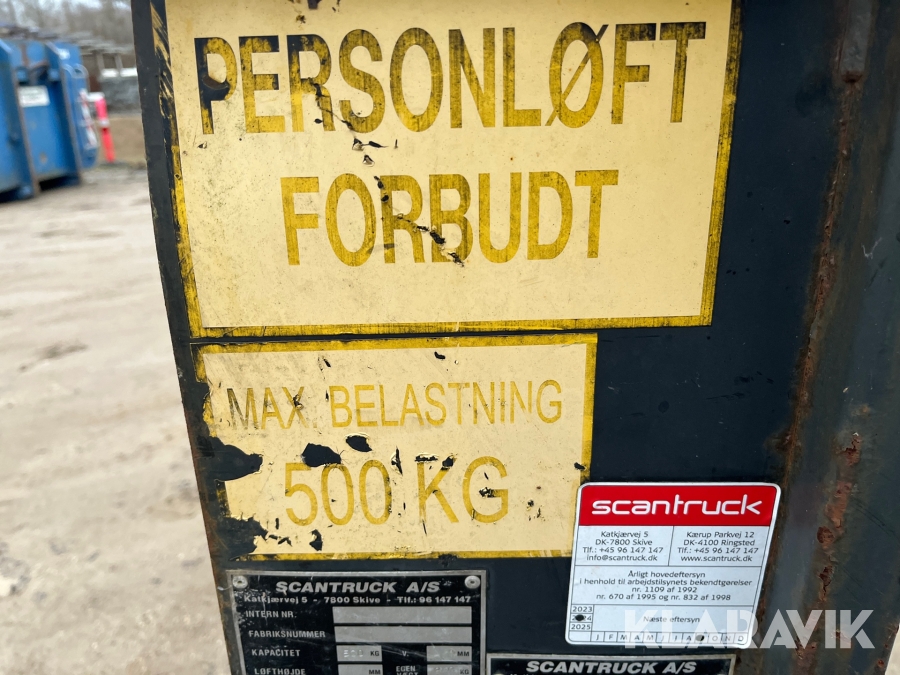 PERSONLØFT
FORBUDT
MAX. BELASTNING
500 KG
scantruck
Katkjærvej 5
DK-7800 Skive
Tlf.: +45 96 147 147
info@scantruck.dk
Kærup Parkvej 12
DK-4100 Ringsted
Tlf.: +45 96 147 147
www.scantruck.dk
Årligt hovedeftersyn
i henhold til arbejdstilsynets bekendtgørelser
nr. 1109 af 1992
nr. 670 af 1995 og nr. 832 af 1998
2023
2025
Næste eftersyn
J F M A M J J A O N D
SCANTRUCK A/S
Katkjærvej 5 - 7800 Skive - Tlf.: 96 147 147
INTERN NR.
FABRIKSNUMMER
KAPACITET KG V. MM
LØFTHØJDE MM EGEN KG
SCANTRUCK A/S
KLARAVIK